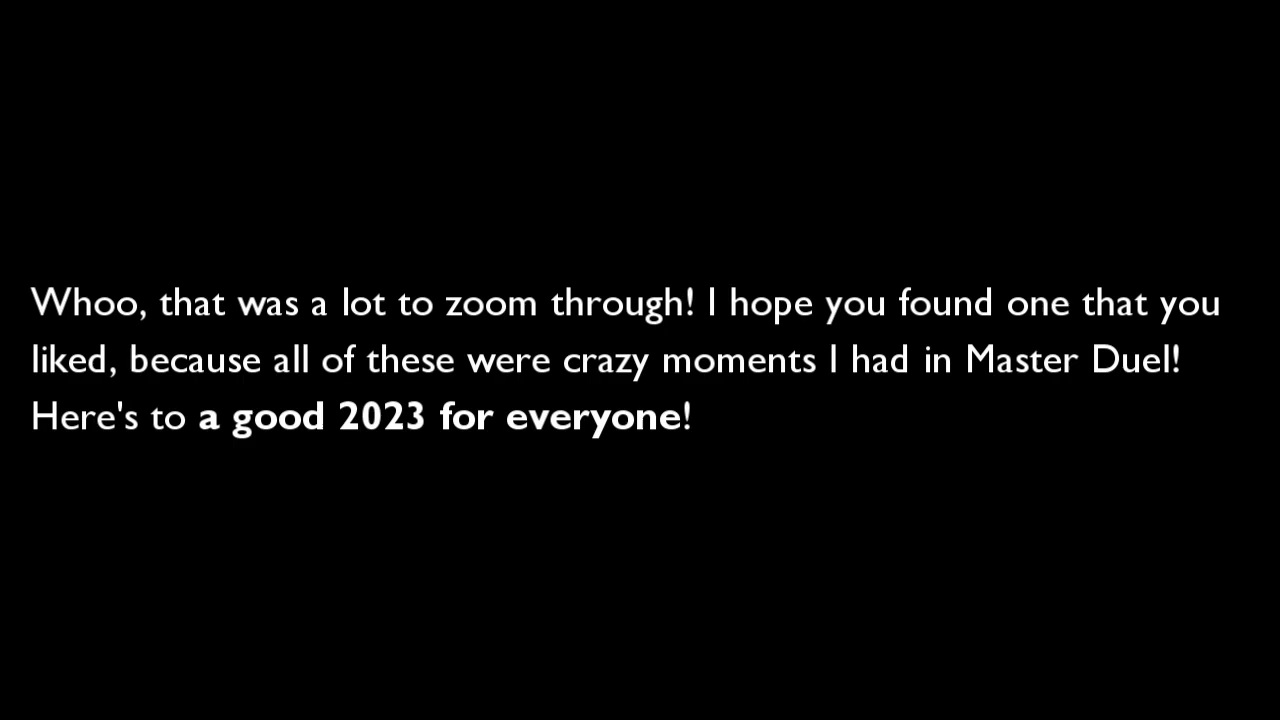 Whoo, that was a lot to zoom through! I hope you found one that you
liked, because all of these were crazy moments I had in Master Duel!
Here's to a good 2023 for everyone!